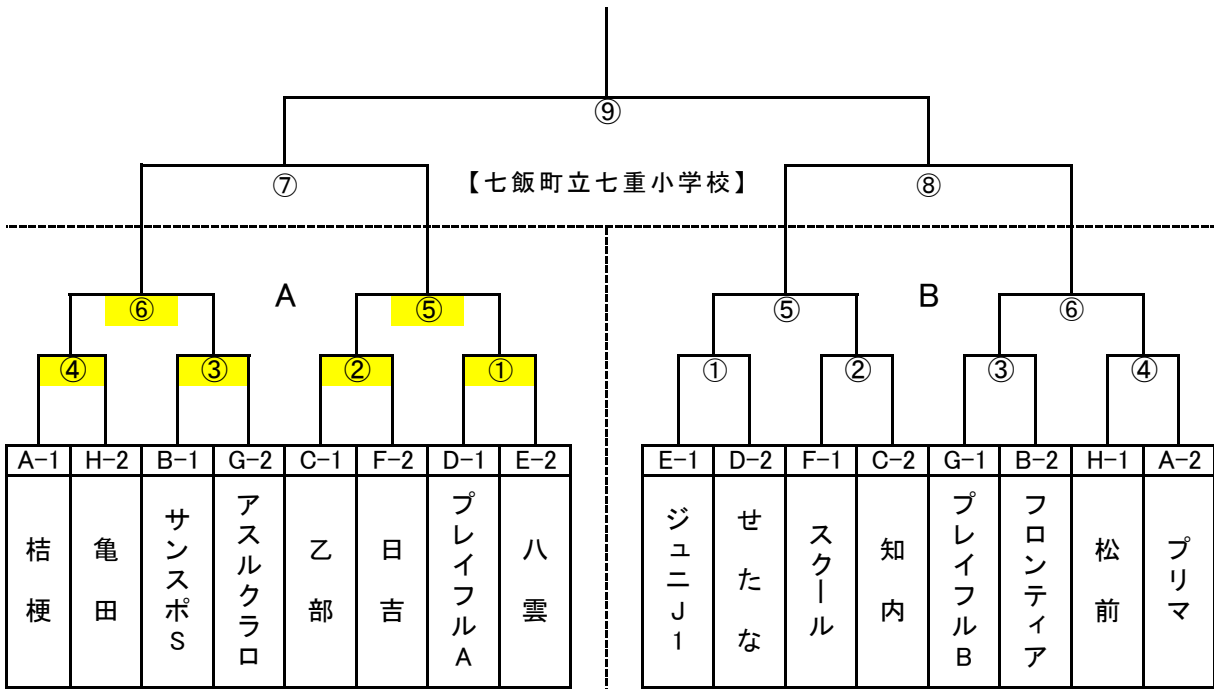 ⑨
⑦ 【七飯町立七重小学校】 ⑧
A B
⑥ ⑤ ⑤ ⑥
④ ③ ② ① ① ② ③ ④
A-1 H-2 B-1 G-2 C-1 F-2 D-1 E-2 E-1 D-2 F-1 C-2 G-1 B-2 H-1 A-2
桔梗
亀田
サンスポS
アスルクラロ
乙部
日吉
プレイフルA
八雲
ジュニJ1
せたな
スクール
知内
プレイフルB
フロンティア
松前
プリマ